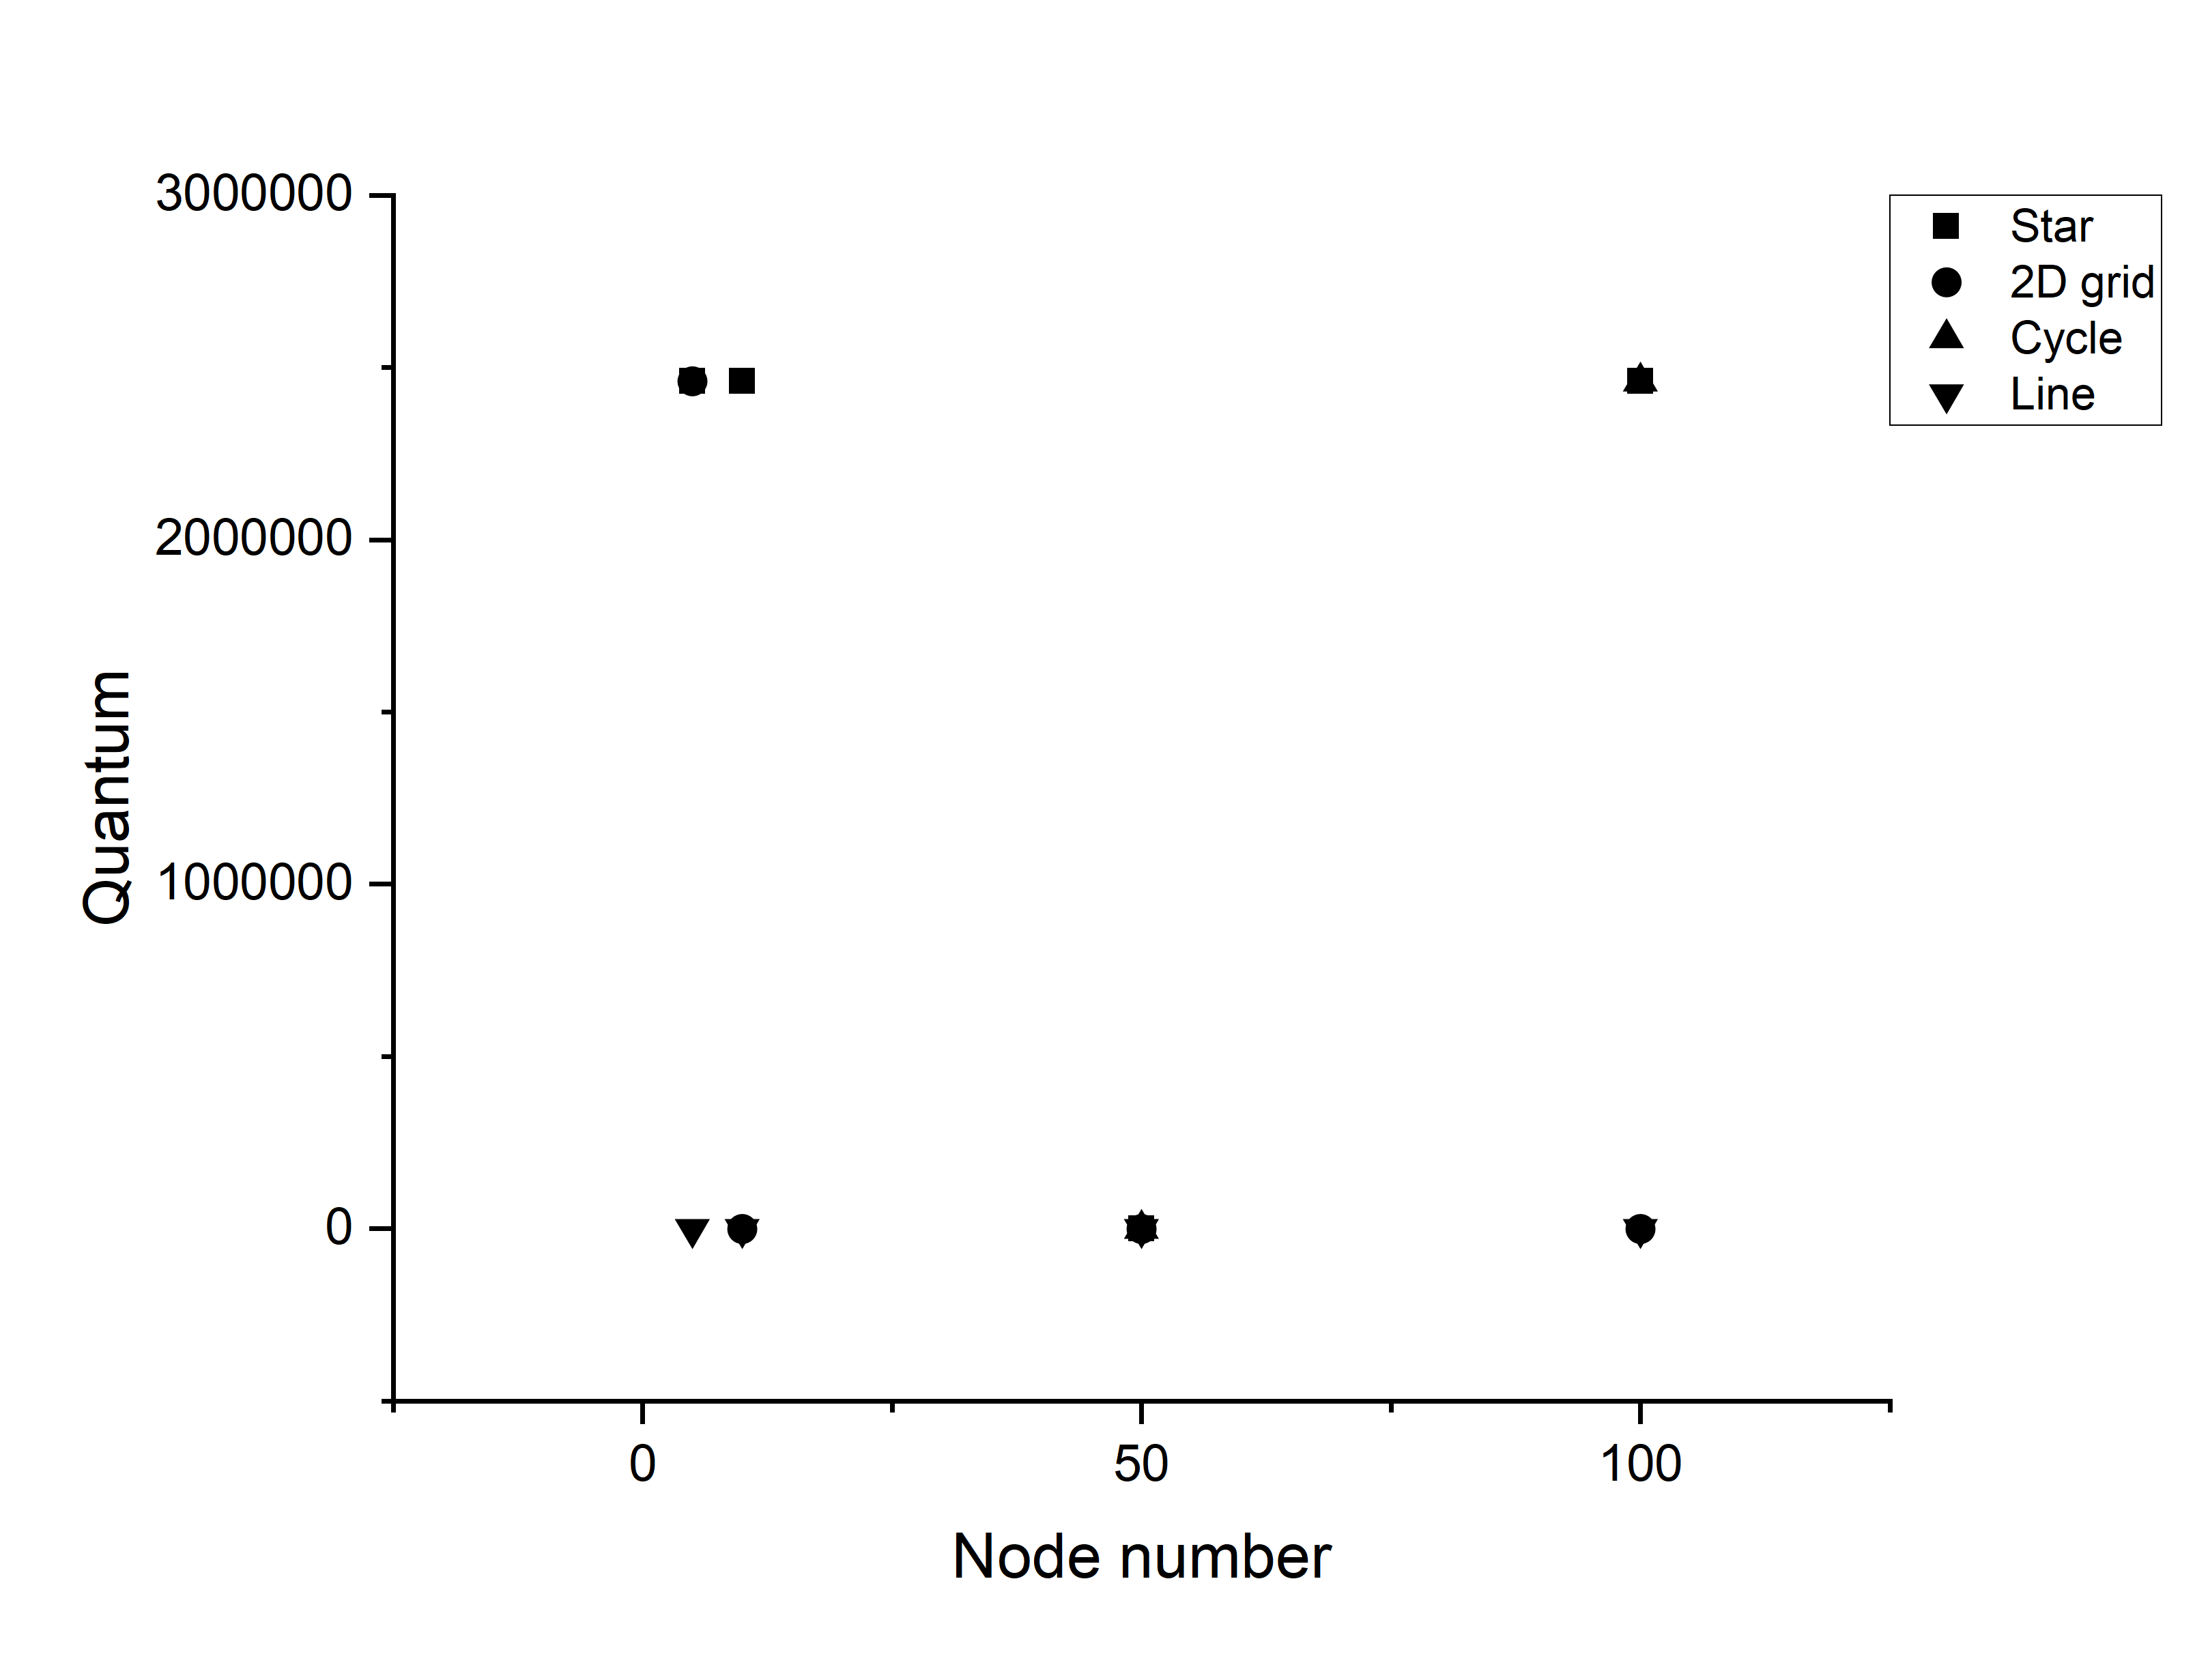 3000000
2000000
1000000
0
Quantum
0
50
100
Node number
Star
2D grid
Cycle
Line